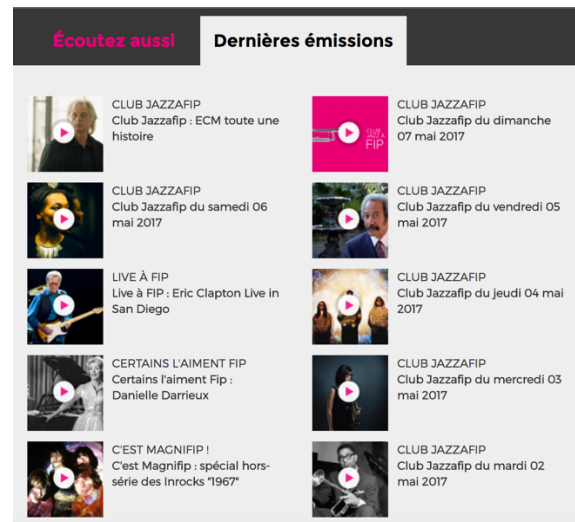 Écoutez aussi
Dernières émissions
CLUB JAZZAFIP
Club Jazzafip : ECM toute une
histoire
CLUB JAZZAFIP
Club Jazzafip du dimanche
07 mai 2017
CLUB
JAZZ À
FIP
CLUB JAZZAFIP
Club Jazzafip du samedi 06
mai 2017
CLUB JAZZAFIP
Club Jazzafip du vendredi 05
mai 2017
LIVE À FIP
Live à FIP : Eric Clapton Live in
San Diego
CLUB JAZZAFIP
Club Jazzafip du jeudi 04 mai
2017
CERTAINS L'AIMENT FIP
Certains l'aiment Fip :
Danielle Darrieux
CLUB JAZZAFIP
Club Jazzafip du mercredi 03
mai 2017
C'EST MAGNIFIP !
C'est Magnifip : spécial hors-
série des Inrocks "1967"
CLUB JAZZAFIP
Club Jazzafip du mardi 02
mai 2017